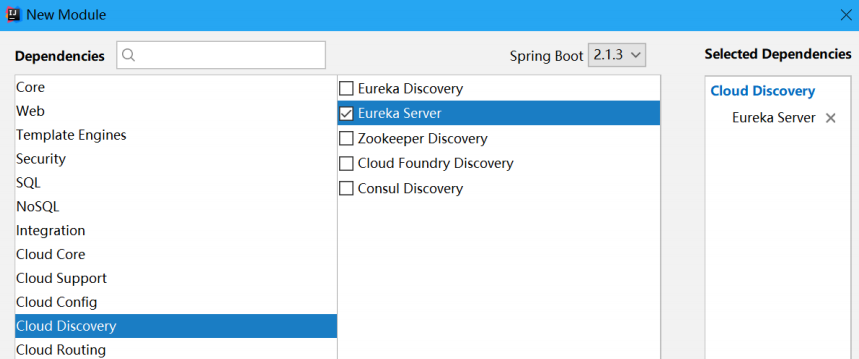 New Module
Dependencies
Spring Boot 2.1.3
Selected Dependencies
Core
Web
Template Engines
Security
SQL
NoSQL
Integration
Cloud Core
Cloud Support
Cloud Config
Cloud Discovery
Cloud Routing
Eureka Discovery
Eureka Server
Zookeeper Discovery
Cloud Foundry Discovery
Consul Discovery
Cloud Discovery
Eureka Server